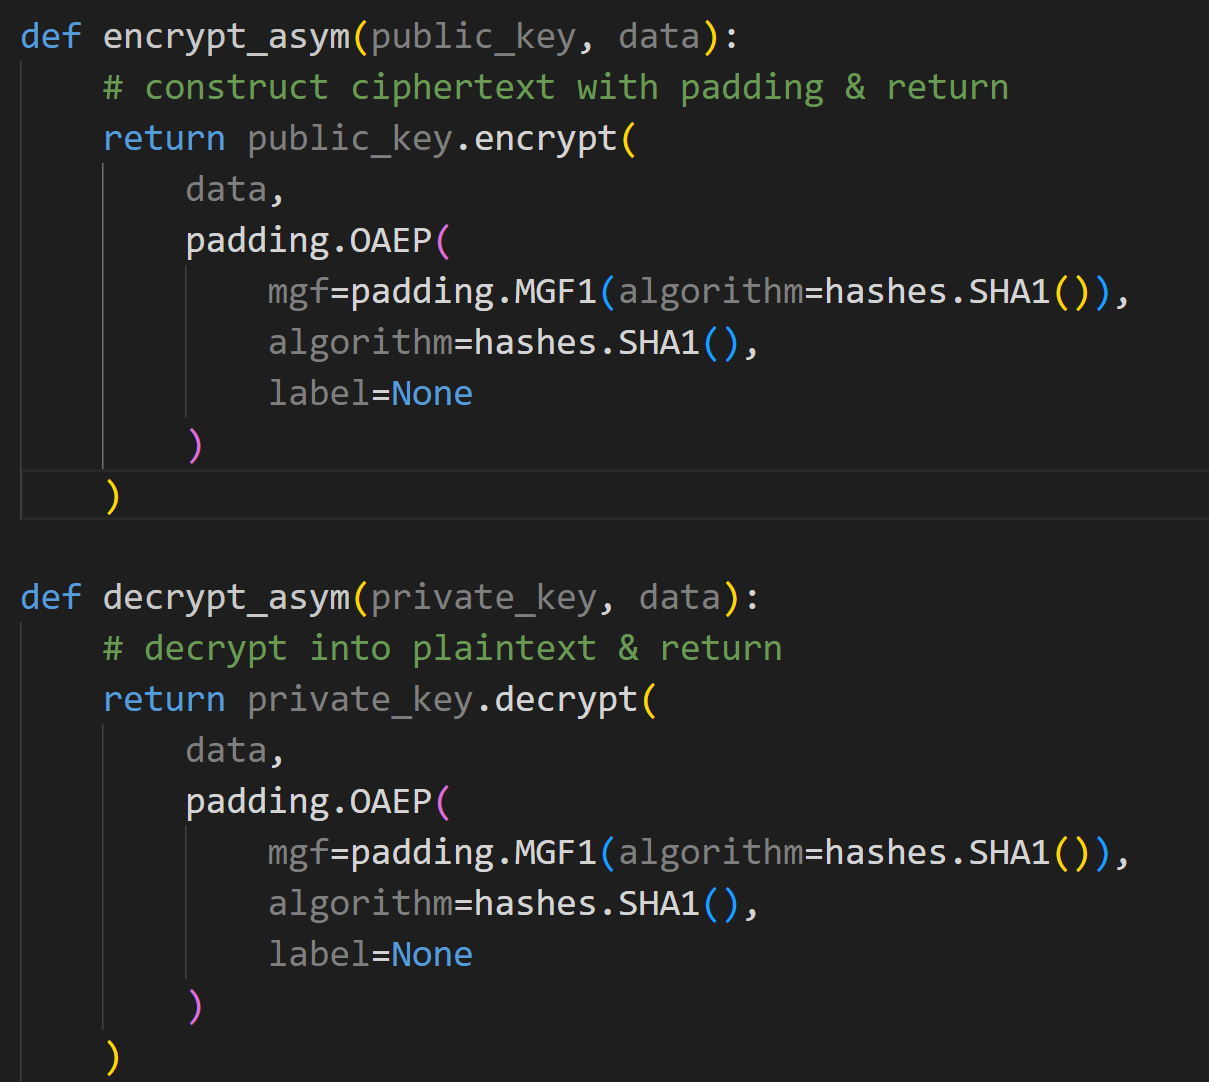 def encrypt_asym(public_key, data):
    # construct ciphertext with padding & return
    return public_key.encrypt(
        data,
        padding.OAEP(
            mgf=padding.MGF1(algorithm=hashes.SHA1()),
            algorithm=hashes.SHA1(),
            label=None
        )
    )

def decrypt_asym(private_key, data):
    # decrypt into plaintext & return
    return private_key.decrypt(
        data,
        padding.OAEP(
            mgf=padding.MGF1(algorithm=hashes.SHA1()),
            algorithm=hashes.SHA1(),
            label=None
        )
    )